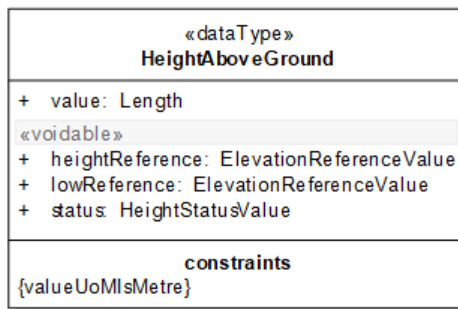 «dataType»
HeightAboveGround
+ value: Length
«voidable»
+ heightReference: ElevationReferenceValue
+ lowReference: ElevationReferenceValue
+ status: HeightStatusValue
constraints
{valueUoMIsMetre}